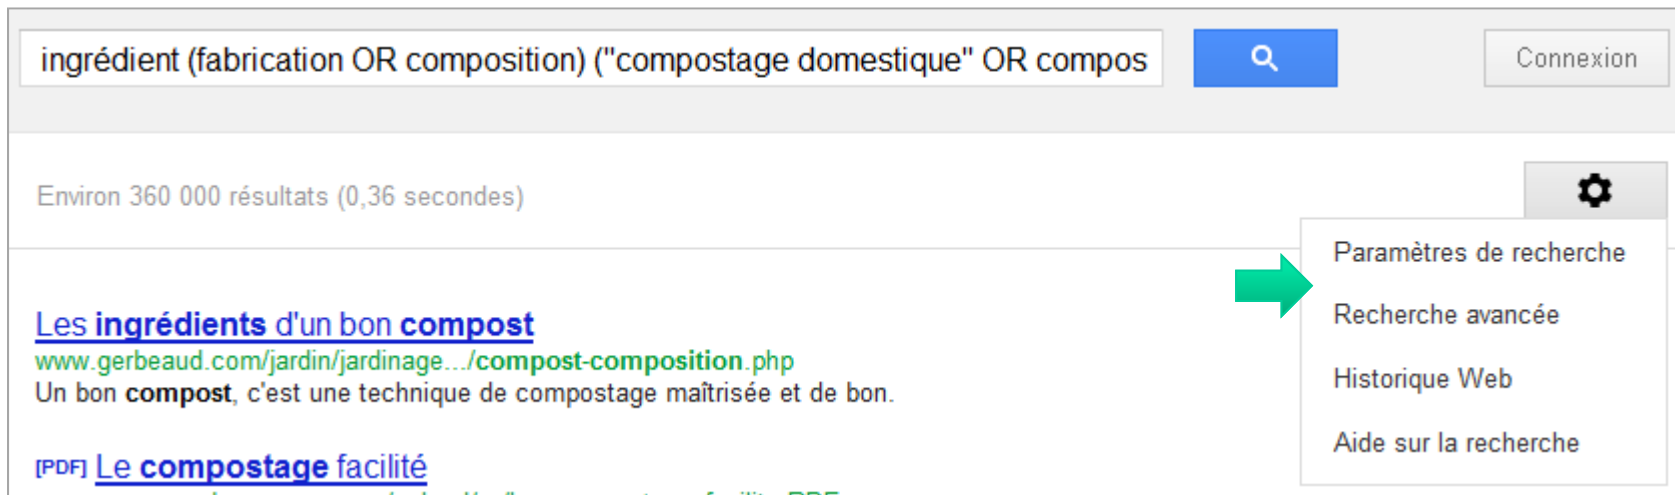 ingrédient (fabrication OR composition) ("compostage domestique" OR compos
Connexion
Environ 360 000 résultats (0,36 secondes)
Paramètres de recherche
Recherche avancée
Historique Web
Aide sur la recherche
Les ingrédients d'un bon compost
www.gerbeaud.com/jardin/jardinage.../compost-composition.php
Un bon compost, c'est une technique de compostage maîtrisée et de bon.
[PDF] Le compostage facilité